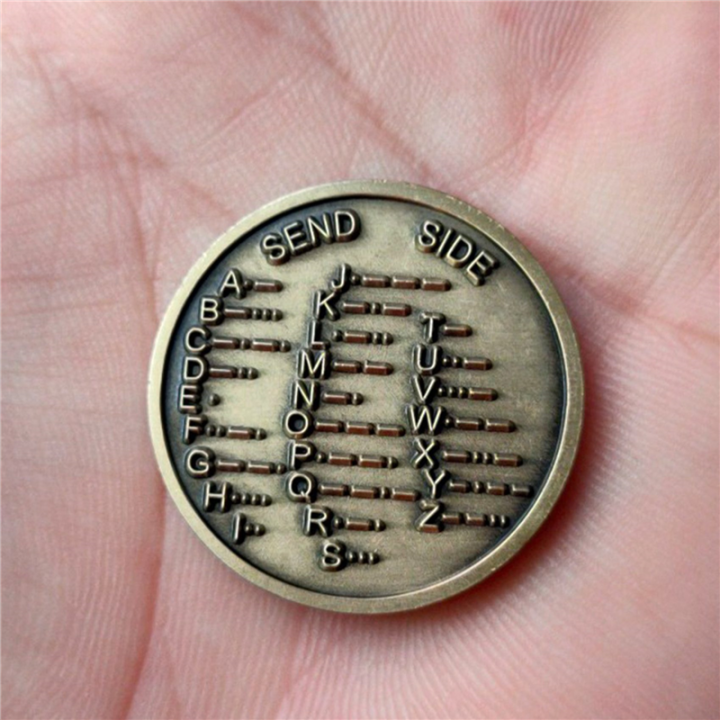 SEND SIDE
A ·-
B -···
C -·-·
D -··
E ·
F ··-·
G --·
H ····
I ··
J ·---
K -·-
L ·-··
M --
N -·
O ---
P ·--·
Q --·-
R ·-·
S ···
T -
U ··-
V ···-
W ·--
X -··-
Y -·--
Z --··